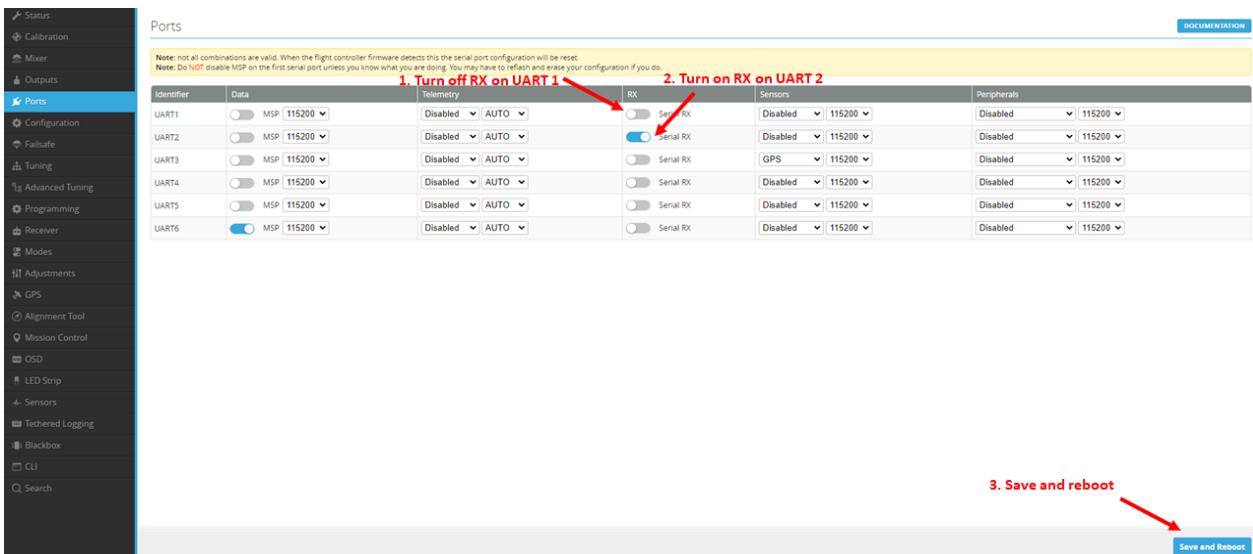 Status
Calibration
Mixer
Outputs
Ports
Configuration
Failsafe
Tuning
Advanced Tuning
Programming
Receiver
Modes
Adjustments
GPS
Alignment Tool
Mission Control
OSD
LED Strip
Sensors
Tethered Logging
Blackbox
CLI
Search
Ports
DOCUMENTATION
Note: not all combinations are valid. When the flight controller firmware detects this the serial port configuration will be reset.
Note: Do NOT disable MSP on the first serial port unless you know what you are doing. You may have to reflash and erase your configuration if you do.
1. Turn off RX on UART 1
2. Turn on RX on UART 2
Identifier Data Telemetry RX Sensors Peripherals
UART1 MSP 115200 Disabled AUTO Serial RX Disabled 115200 Disabled 115200
UART2 MSP 115200 Disabled AUTO Serial RX Disabled 115200 Disabled 115200
UART3 MSP 115200 Disabled AUTO Serial RX GPS 115200 Disabled 115200
UART4 MSP 115200 Disabled AUTO Serial RX Disabled 115200 Disabled 115200
UART5 MSP 115200 Disabled AUTO Serial RX Disabled 115200 Disabled 115200
UART6 MSP 115200 Disabled AUTO Serial RX Disabled 115200 Disabled 115200
3. Save and reboot
Save and Reboot